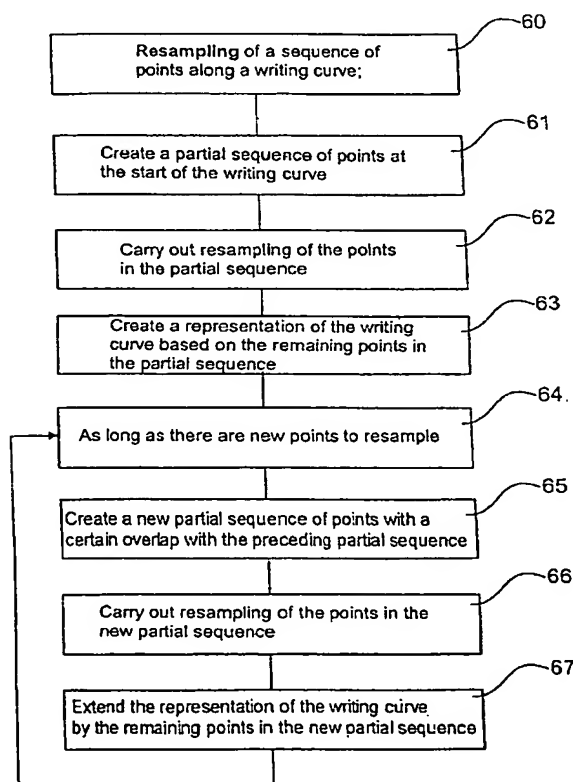 60
Resampling of a sequence of
points along a writing curve;
61
Create a partial sequence of points at
the start of the writing curve
62
Carry out resampling of the points
in the partial sequence
63
Create a representation of the writing
curve based on the remaining points in
the partial sequence
64.
As long as there are new points to resample
65
Create a new partial sequence of points with a
certain overlap with the preceding partial sequence
66
Carry out resampling of the points in the
new partial sequence
67
Extend the representation of the writing curve
by the remaining points in the new partial sequence